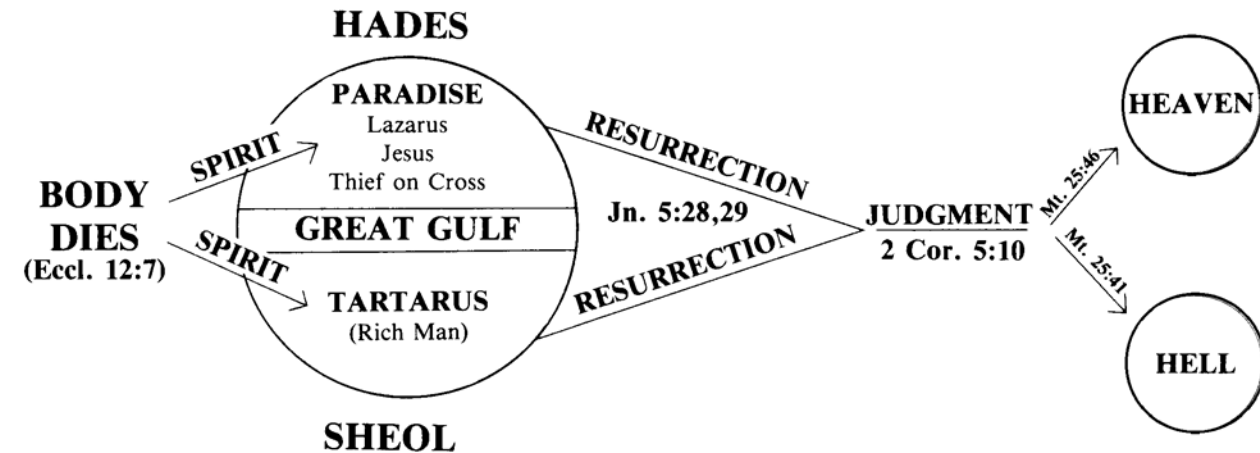 HADES
BODY
DIES
(Eccl. 12:7)
SPIRIT
SPIRIT
PARADISE
Lazarus
Jesus
Thief on Cross
GREAT GULF
TARTARUS
(Rich Man)
SHEOL
RESURRECTION
Jn. 5:28,29
RESURRECTION
JUDGMENT
2 Cor. 5:10
Mt. 25:46
Mt. 25:41
HEAVEN
HELL